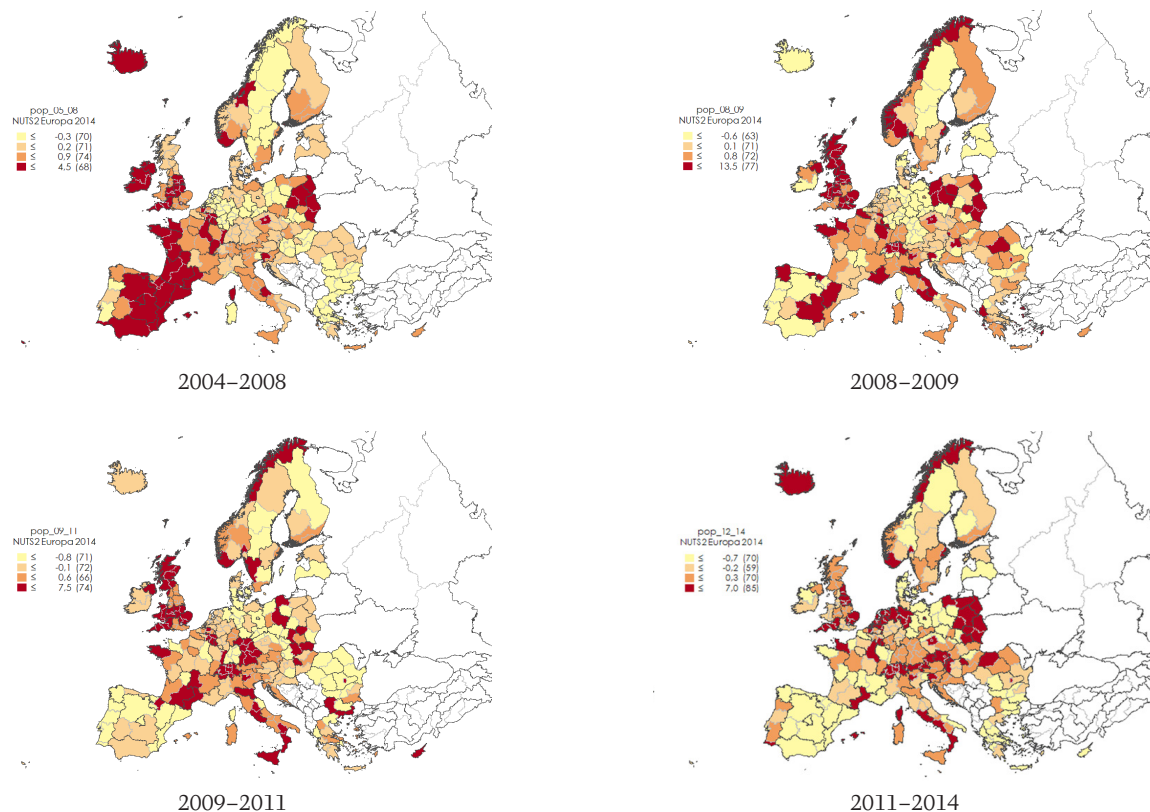 pop_05_08
NUTS2 Europa 2014
≤ -0.3 (70)
≤ 0.2 (71)
≤ 0.9 (74)
≤ 4.5 (68)
2004–2008
pop_08_09
NUTS2 Europa 2014
≤ -0.6 (63)
≤ 0.1 (71)
≤ 0.8 (72)
≤ 13.5 (77)
2008–2009
pop_09_11
NUTS2 Europa 2014
≤ -0.8 (71)
≤ -0.1 (72)
≤ 0.6 (66)
≤ 7.5 (74)
2009–2011
pop_12_14
NUTS2 Europa 2014
≤ -0.7 (70)
≤ -0.2 (59)
≤ 0.3 (70)
≤ 7.0 (85)
2011–2014